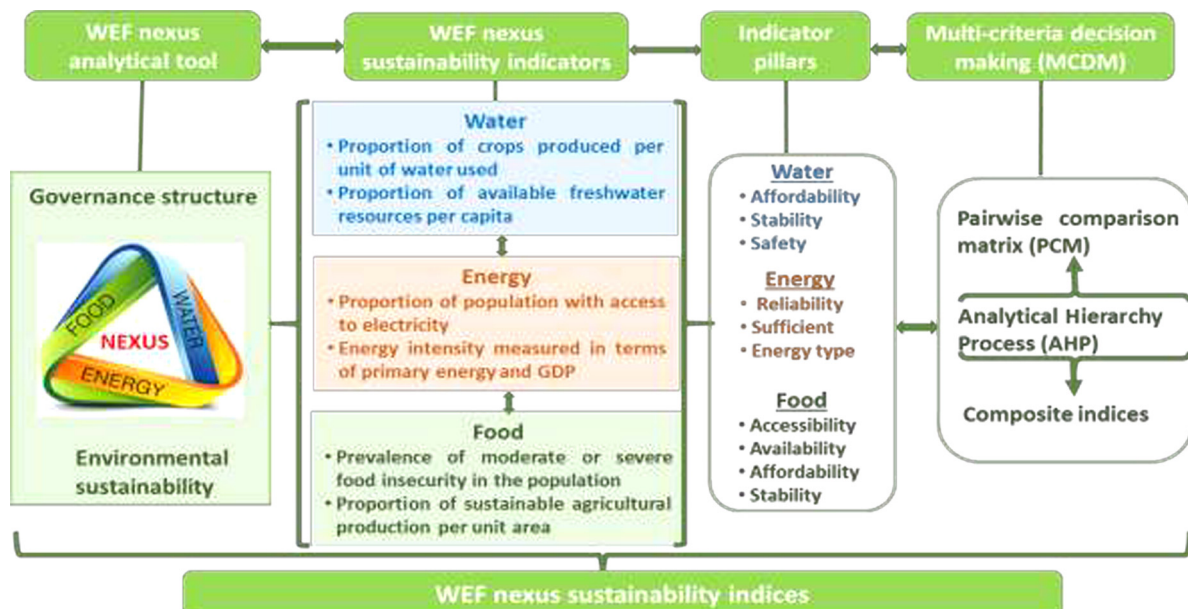 WEF nexus
analytical tool
WEF nexus
sustainability indicators
Indicator
pillars
Multi-criteria decision
making (MCDM)
Governance structure
FOOD
WATER
NEXUS
ENERGY
Environmental
sustainability
Water
• Proportion of crops produced per
unit of water used
• Proportion of available freshwater
resources per capita
Energy
• Proportion of population with access
to electricity
• Energy intensity measured in terms
of primary energy and GDP
Food
• Prevalence of moderate or severe
food insecurity in the population
• Proportion of sustainable agricultural
production per unit area
Water
• Affordability
• Stability
• Safety
Energy
• Reliability
• Sufficient
• Energy type
Food
• Accessibility
• Availability
• Affordability
• Stability
Pairwise comparison
matrix (PCM)
Analytical Hierarchy
Process (AHP)
Composite indices
WEF nexus sustainability indices